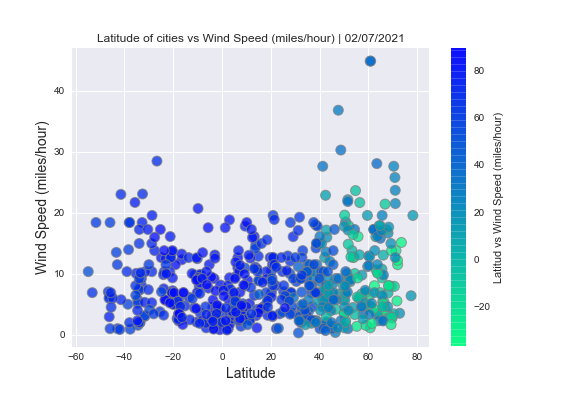 Latitude of cities vs Wind Speed (miles/hour) | 02/07/2021
Wind Speed (miles/hour)
40
30
20
10
0
−60 −40 −20 0 20 40 60 80
Latitude
80
60
40
20
0
−20
Latitud vs Wind Speed (miles/hour)